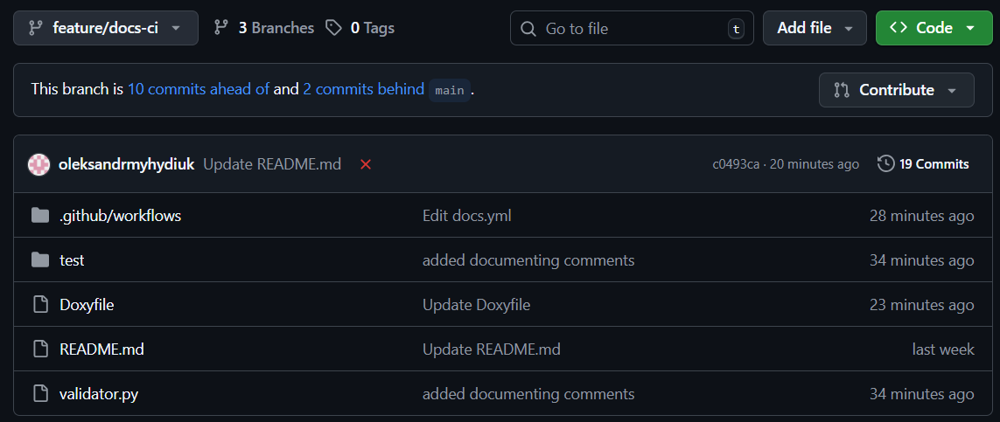 feature/docs-ci 3 Branches 0 Tags Go to file t Add file Code
This branch is 10 commits ahead of and 2 commits behind main . Contribute
oleksandrmyhydiuk Update README.md c0493ca · 20 minutes ago 19 Commits
.github/workflows Edit docs.yml 28 minutes ago
test added documenting comments 34 minutes ago
Doxyfile Update Doxyfile 23 minutes ago
README.md Update README.md last week
validator.py added documenting comments 34 minutes ago